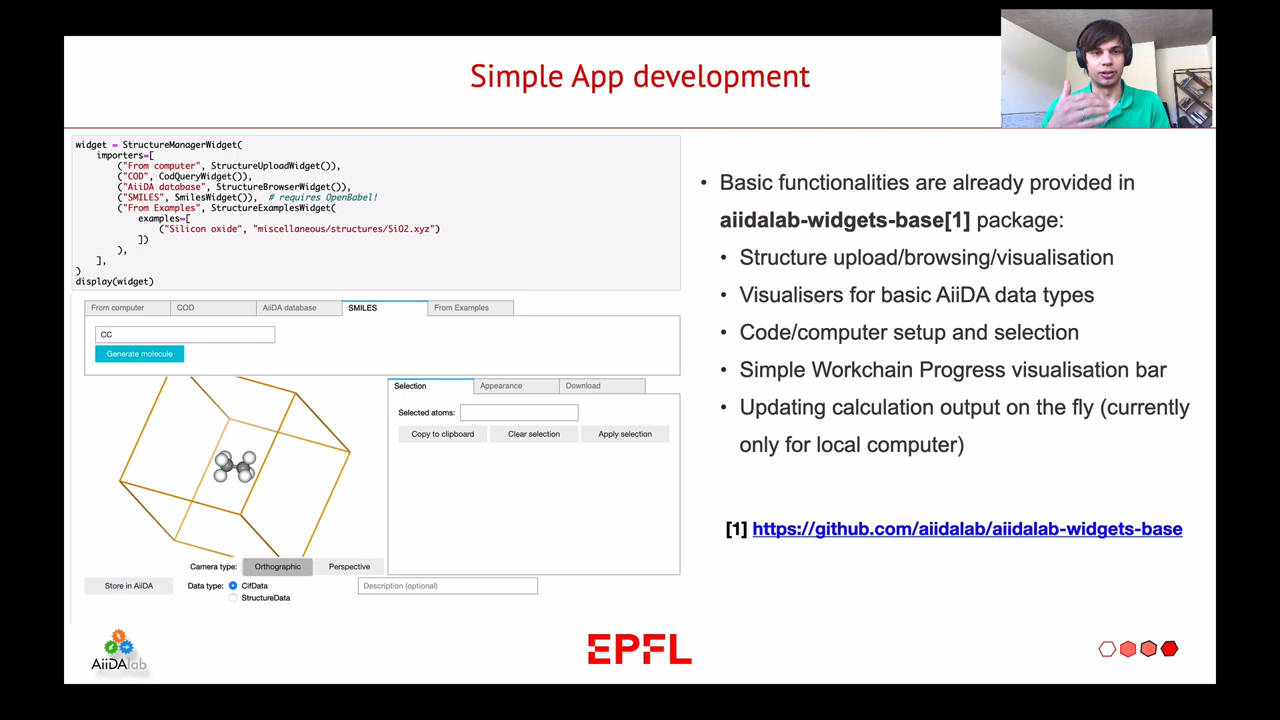 Simple App development
widget = StructureManagerWidget(
importers=[
("From computer", StructureUploadWidget()),
("COD", CodQueryWidget()),
("AiiDA database", StructureBrowserWidget()),
("SMILES", SmilesWidget()),  # requires OpenBabel!
("From Examples", StructureExamplesWidget(
examples=[
("Silicon oxide", "miscellaneous/structures/SiO2.xyz")
])
),
],
)
display(widget)
From computer COD AiiDA database SMILES From Examples
CC
Generate molecule
Selection Appearance Download
Selected atoms:
Copy to clipboard Clear selection Apply selection
Camera type: Orthographic Perspective
Store in AiiDA Data type: CifData Description (optional)
StructureData
• Basic functionalities are already provided in
aiidalab-widgets-base[1] package:
• Structure upload/browsing/visualisation
• Visualisers for basic AiiDA data types
• Code/computer setup and selection
• Simple Workchain Progress visualisation bar
• Updating calculation output on the fly (currently
only for local computer)
[1] https://github.com/aiidalab/aiidalab-widgets-base
AiiDAlab
EPFL